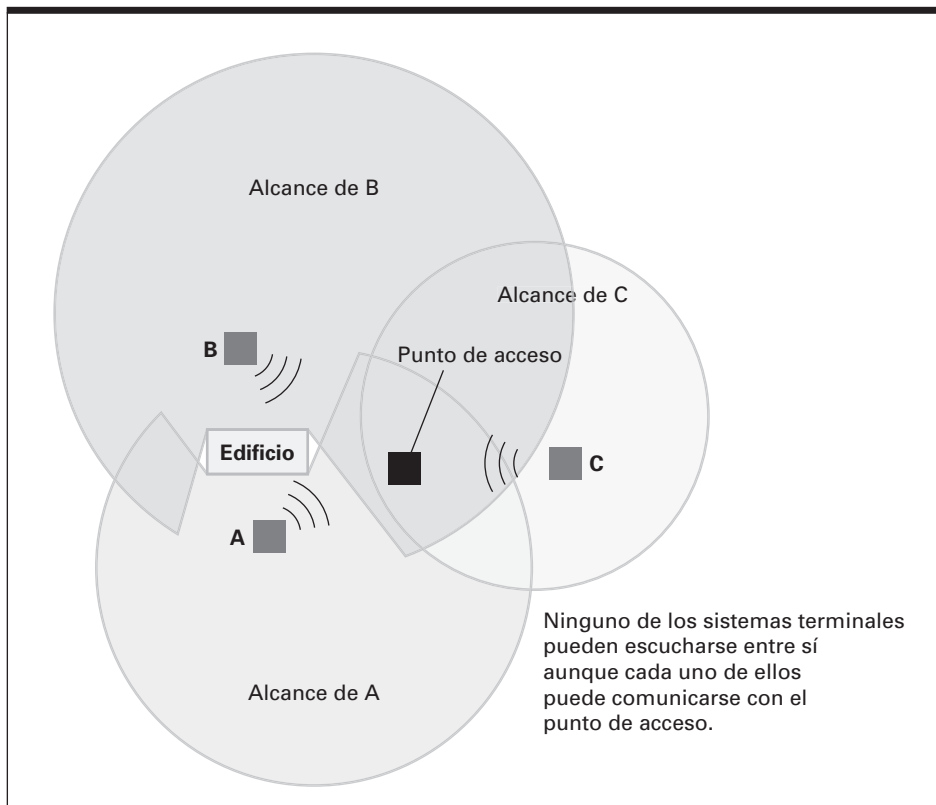 Alcance de B
Alcance de C
B
Punto de acceso
Edificio
C
A
Alcance de A
Ninguno de los sistemas terminales
pueden escucharse entre sí
aunque cada uno de ellos
puede comunicarse con el
punto de acceso.